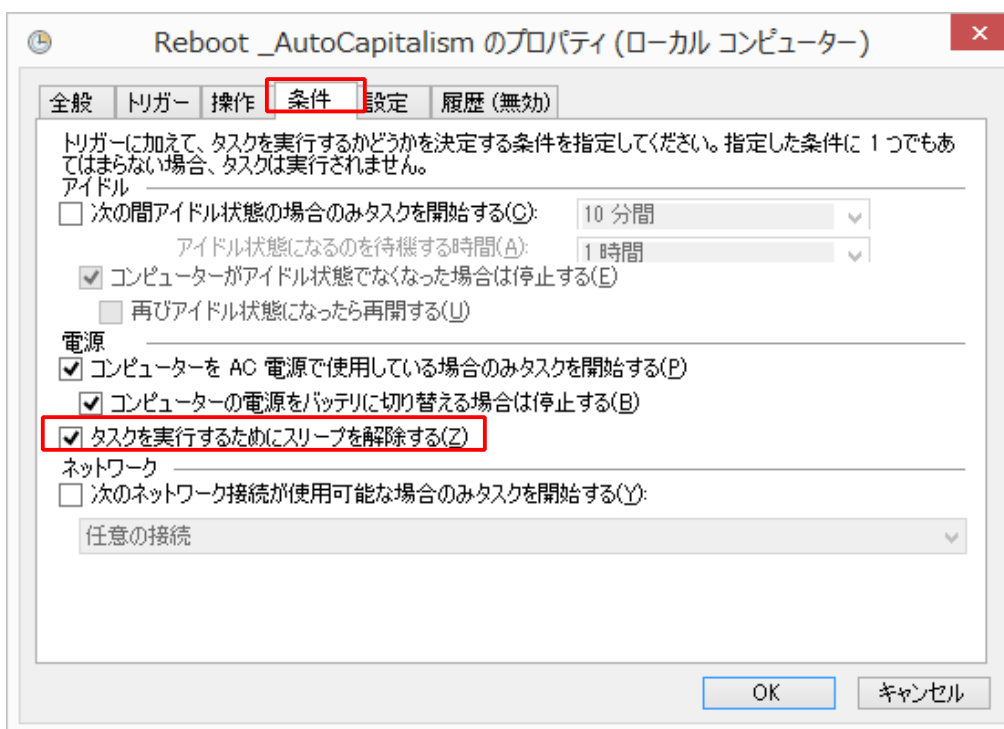 Reboot _AutoCapitalism のプロパティ (ローカル コンピューター)
全般 トリガー 操作 条件 設定 履歴 (無効)
トリガーに加えて、タスクを実行するかどうかを決定する条件を指定してください。指定した条件に 1 つでもあ
てはまらない場合、タスクは実行されません。
アイドル
次の間アイドル状態の場合のみタスクを開始する(C): 10 分間
アイドル状態になるのを待機する時間(A): 1 時間
コンピューターがアイドル状態でなくなった場合は停止する(E)
再びアイドル状態になったら再開する(U)
電源
コンピューターを AC 電源で使用している場合のみタスクを開始する(P)
コンピューターの電源をバッテリに切り替える場合は停止する(B)
タスクを実行するためにスリープを解除する(Z)
ネットワーク
次のネットワーク接続が使用可能な場合のみタスクを開始する(Y):
任意の接続
OK キャンセル